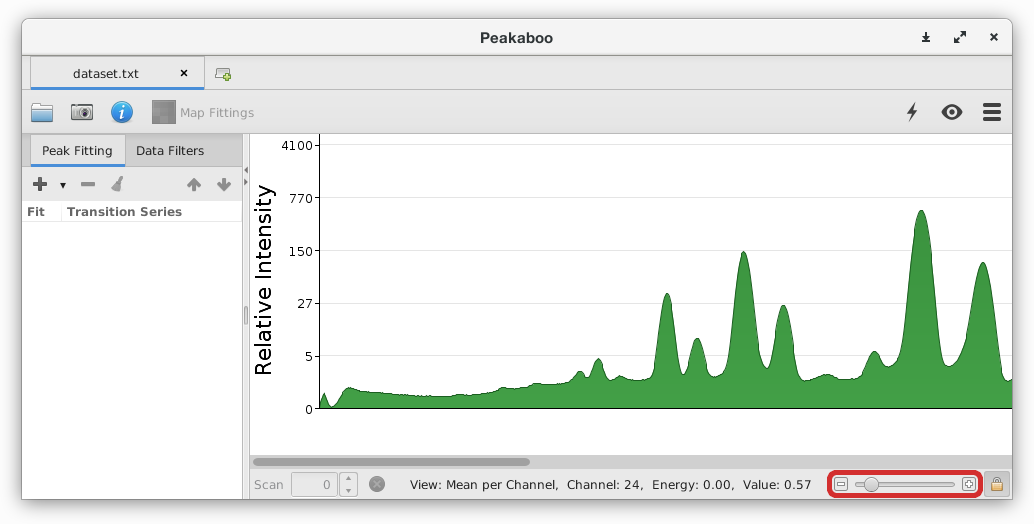 Peakaboo
dataset.txt
Map Fittings
Peak Fitting Data Filters
Fit Transition Series
Relative Intensity
4100
770
150
27
5
0
Scan 0 View: Mean per Channel, Channel: 24, Energy: 0.00, Value: 0.57